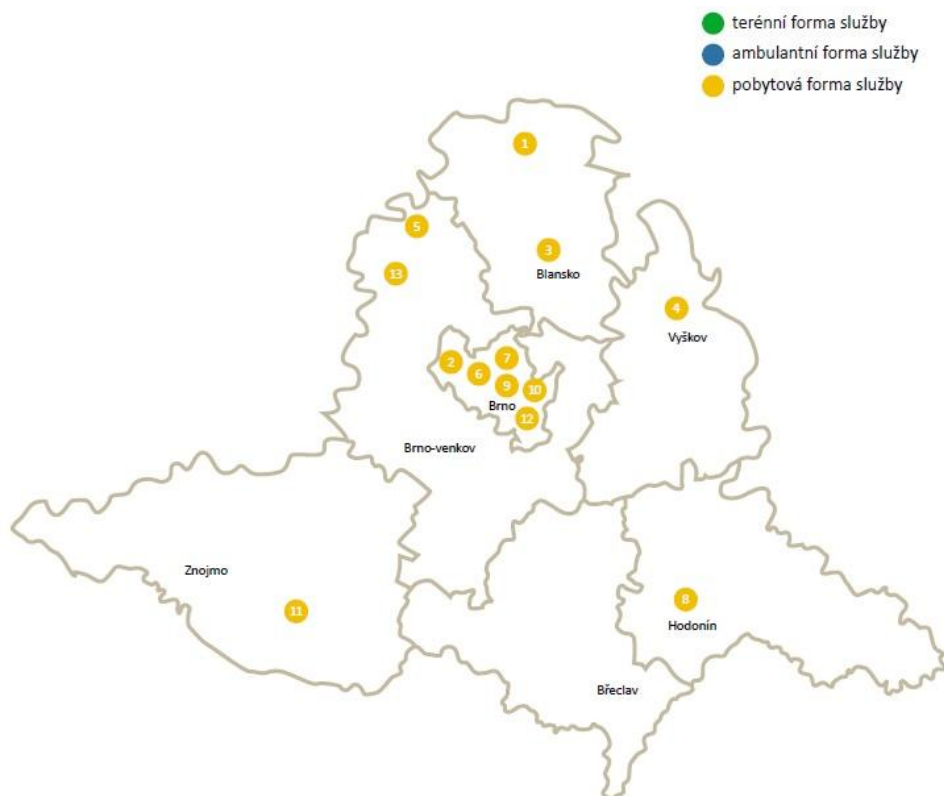 terénní forma služby
ambulantní forma služby
pobytová forma služby
1
5
3
Blansko
13
4
Vyškov
7
2
6
9
10
Brno
12
Brno-venkov
Znojmo
11
8
Hodonín
Břeclav